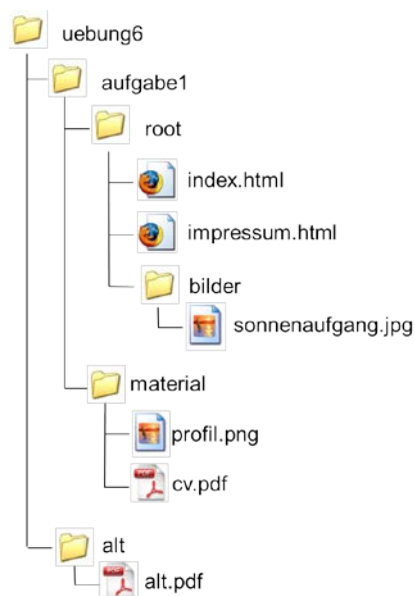 uebung6
aufgabe1
root
index.html
impressum.html
bilder
sonnenaufgang.jpg
material
profil.png
cv.pdf
alt
alt.pdf